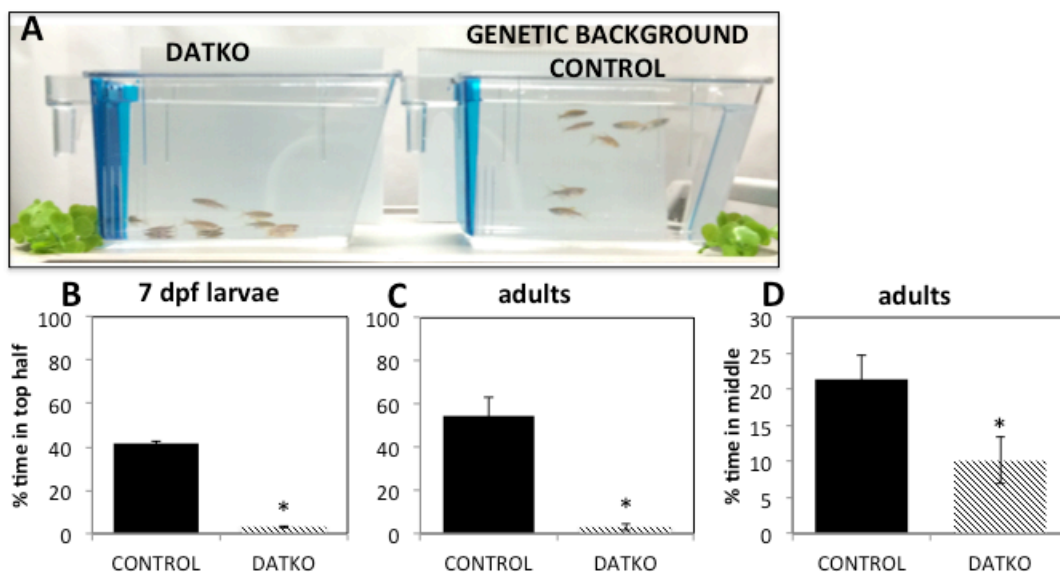 A
DATKO
GENETIC BACKGROUND
CONTROL
B
7 dpf larvae
% time in top half
100
80
60
40
20
0
*
CONTROL
DATKO
C
adults
100
80
60
40
20
0
*
CONTROL
DATKO
D
adults
% time in middle
30
25
20
15
10
5
0
*
CONTROL
DATKO